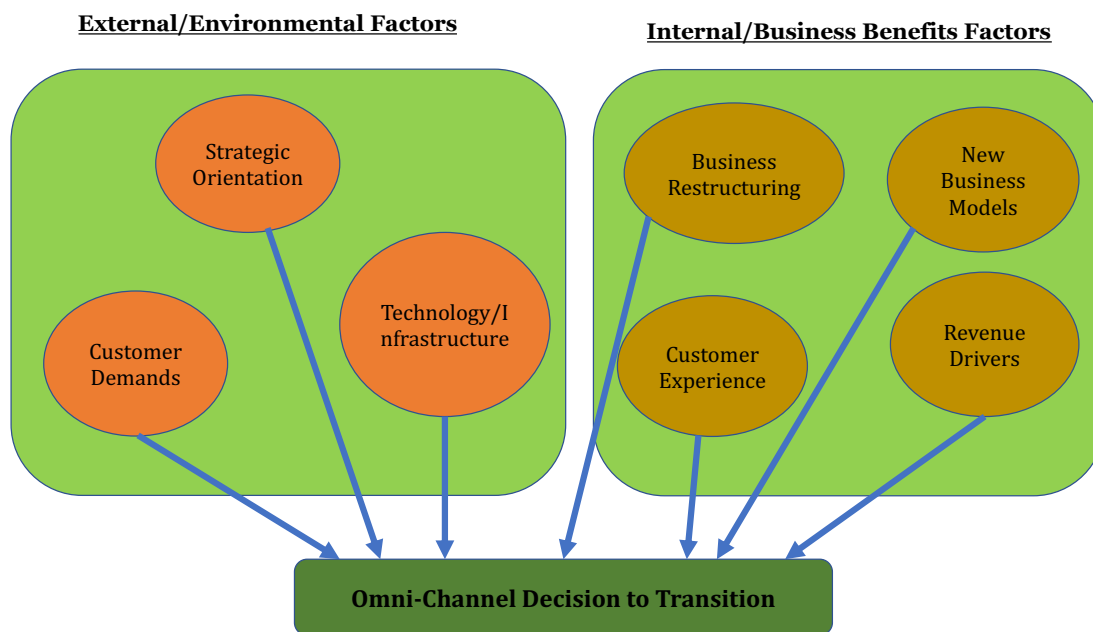 External/Environmental Factors
Internal/Business Benefits Factors
Strategic
Orientation
Technology/I
nfrastructure
Customer
Demands
Business
Restructuring
New
Business
Models
Customer
Experience
Revenue
Drivers
Omni-Channel Decision to Transition